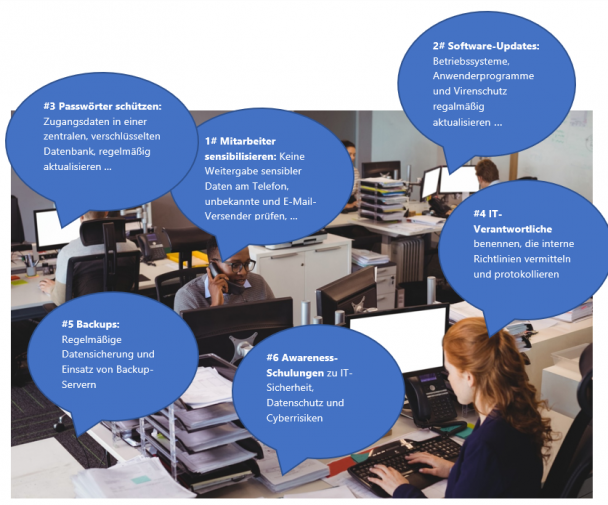 1# Mitarbeiter
sensibilisieren: Keine
Weitergabe sensibler
Daten am Telefon,
unbekannte und E-Mail-
Versender prüfen, ...
2# Software-Updates:
Betriebssysteme,
Anwenderprogramme
und Virenschutz
regalmäßig
aktualisieren ...
#3 Passwörter schützen:
Zugangsdaten in einer
zentralen, verschlüsselten
Datenbank, regelmäßig
aktualisieren ...
#4 IT-
Verantwortliche
benennen, die interne
Richtlinien vermitteln
und protokollieren
#5 Backups:
Regelmäßige
Datensicherung und
Einsatz von Backup-
Servern
#6 Awareness-
Schulungen zu IT-
Sicherheit,
Datenschutz und
Cyberrisiken